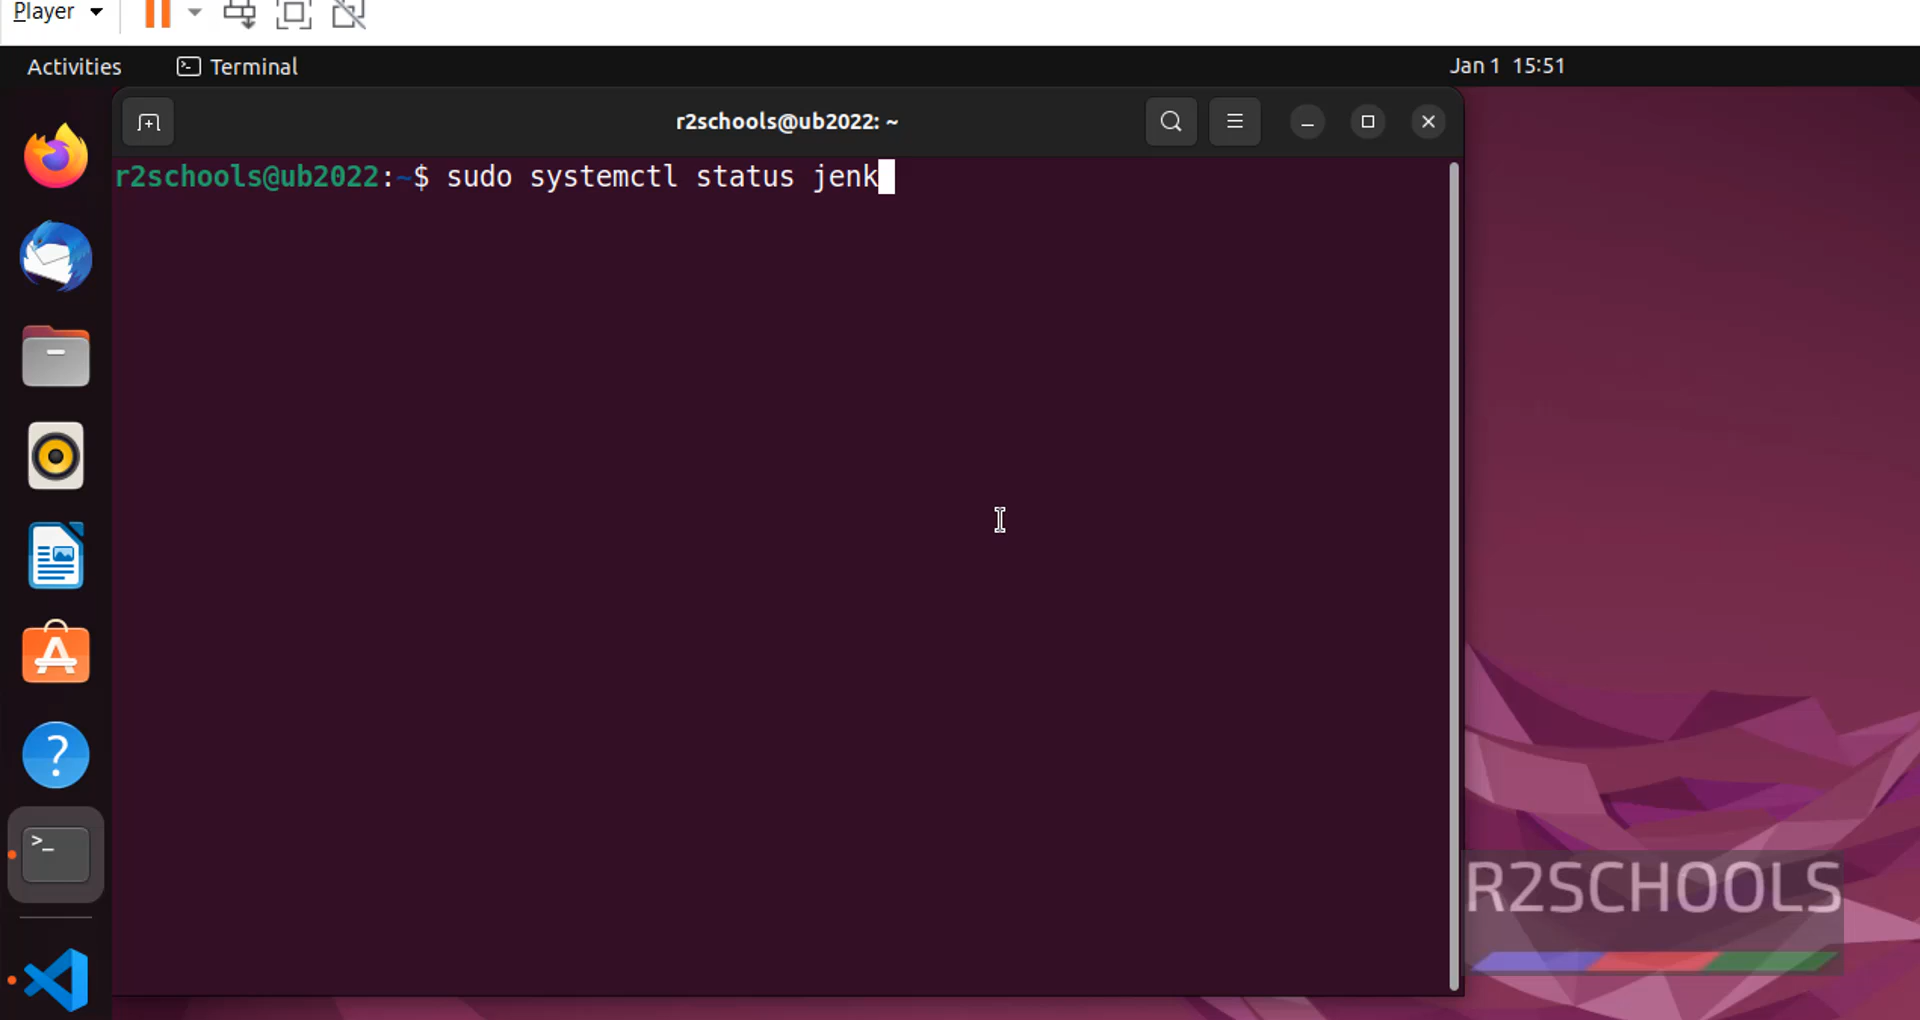 Player
Activities
Terminal
Jan 1 15:51
r2schools@ub2022: ~
r2schools@ub2022:~$ sudo systemctl status jenk
R2SCHOOLS